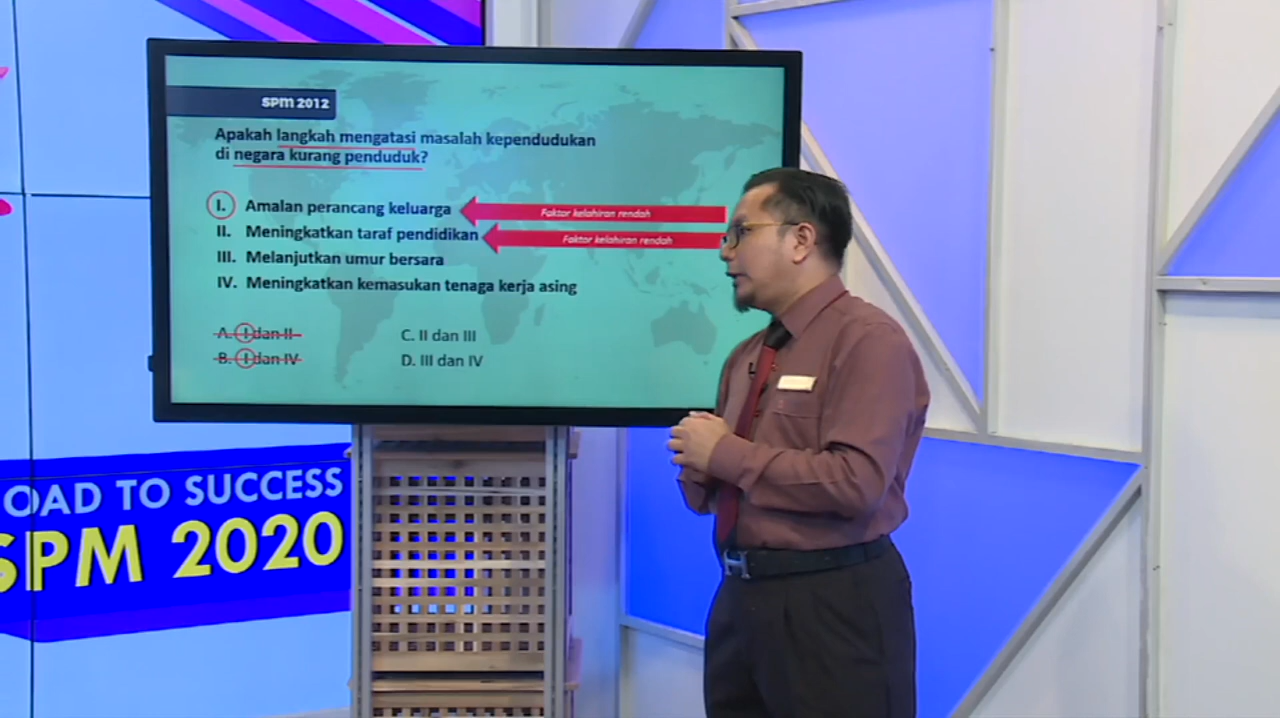 SPM 2012
Apakah langkah mengatasi masalah kependudukan
di negara kurang penduduk?
I. Amalan perancang keluarga
Faktor kelahiran rendah
II. Meningkatkan taraf pendidikan
Faktor kelahiran rendah
III. Melanjutkan umur bersara
IV. Meningkatkan kemasukan tenaga kerja asing
A. I dan II
C. II dan III
B. I dan IV
D. III dan IV
OAD TO SUCCESS
SPM 2020